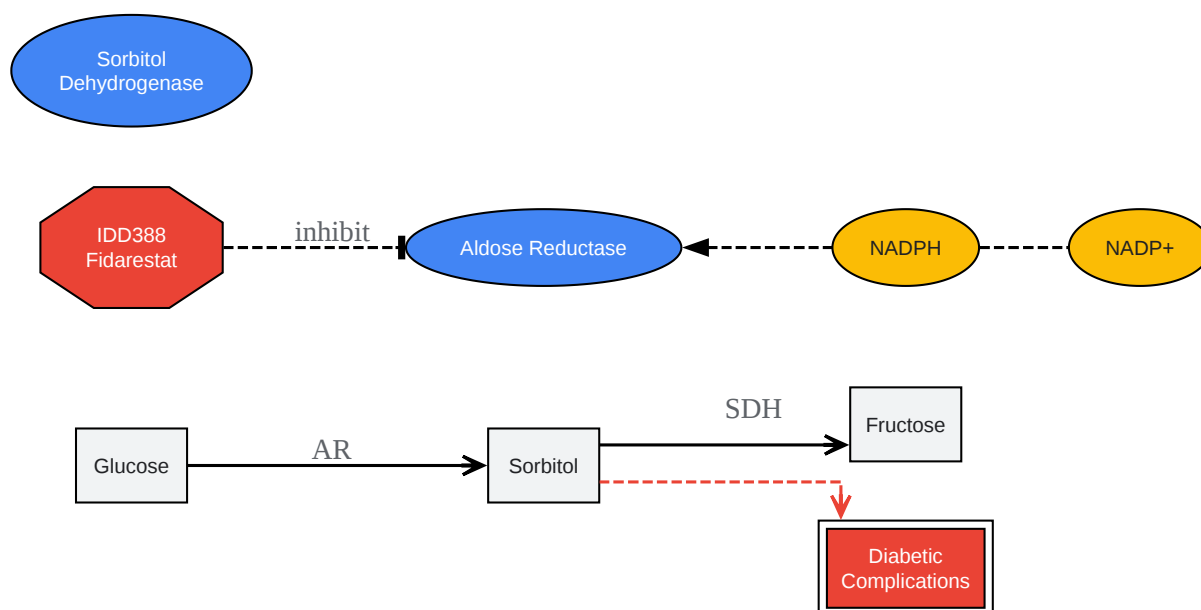 Sorbitol
Dehydrogenase
IDD388
Fidarestat
inhibit
Aldose Reductase
NADPH
NADP+
Glucose
AR
Sorbitol
SDH
Fructose
Diabetic
Complications